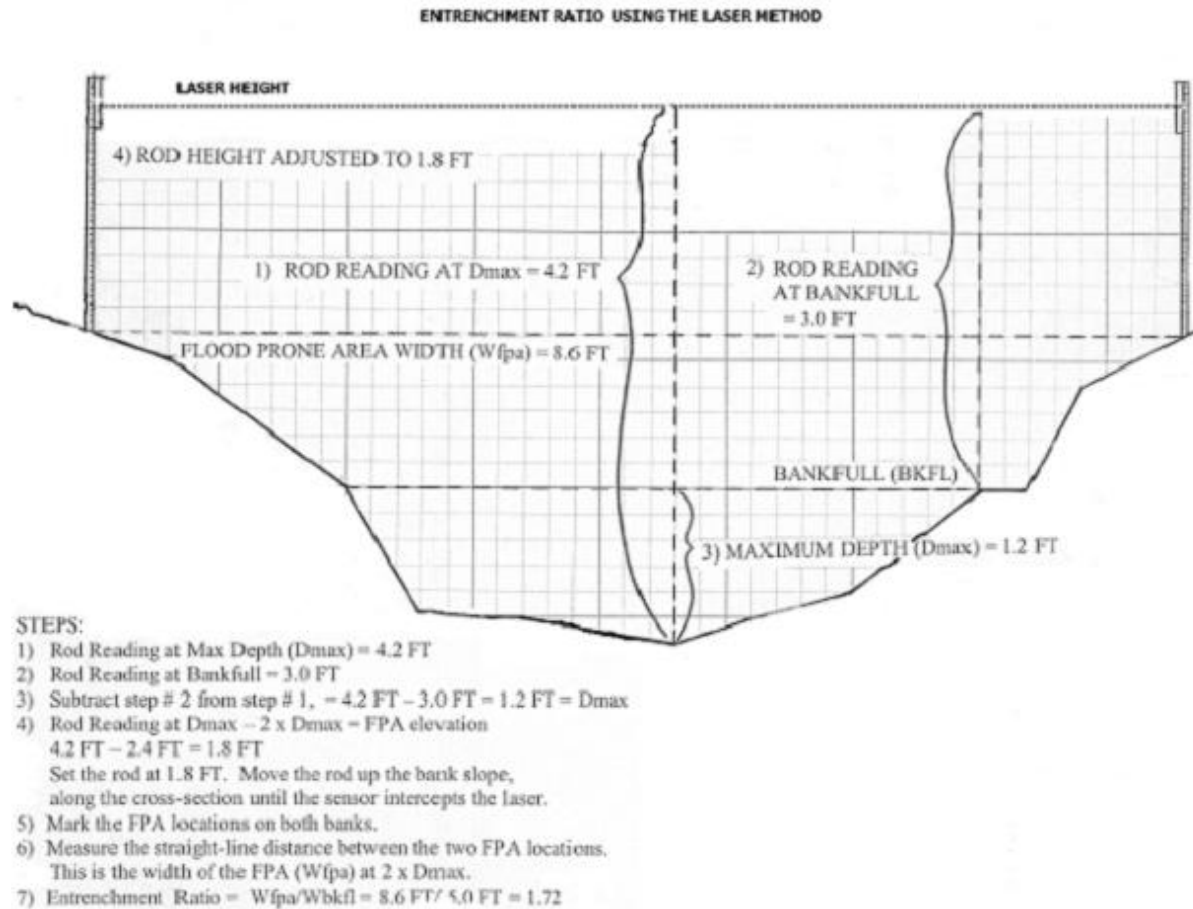 ENTRENCHMENT RATIO USING THE LASER METHOD
LASER HEIGHT
4) ROD HEIGHT ADJUSTED TO 1.8 FT
1) ROD READING AT Dmax = 4.2 FT
2) ROD READING
AT BANKFULL
= 3.0 FT
FLOOD PRONE AREA WIDTH (Wfpa) = 8.6 FT
BANKFULL (BKFL)
3) MAXIMUM DEPTH (Dmax) = 1.2 FT
STEPS:
1) Rod Reading at Max Depth (Dmax) = 4.2 FT
2) Rod Reading at Bankfull = 3.0 FT
3) Subtract step # 2 from step # 1, = 4.2 FT – 3.0 FT = 1.2 FT = Dmax
4) Rod Reading at Dmax – 2 x Dmax = FPA elevation
4.2 FT – 2.4 FT = 1.8 FT
Set the rod at 1.8 FT. Move the rod up the bank slope,
along the cross-section until the sensor intercepts the laser.
5) Mark the FPA locations on both banks.
6) Measure the straight-line distance between the two FPA locations.
This is the width of the FPA (Wfpa) at 2 x Dmax.
7) Entrenchment Ratio = Wfpa/Wbkfl = 8.6 FT/ 5.0 FT = 1.72